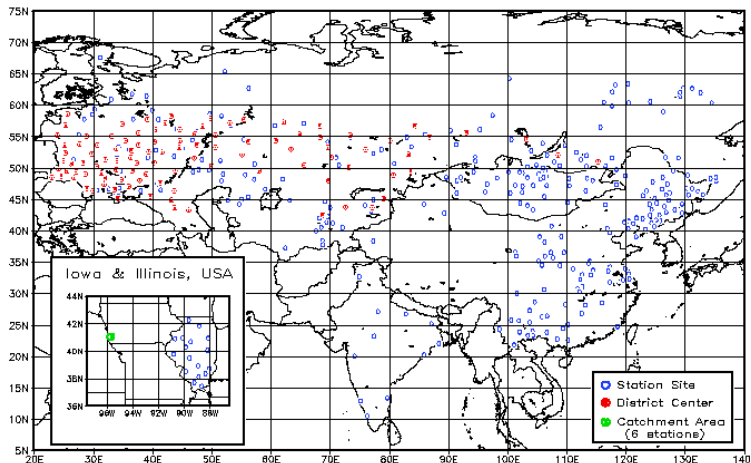 75N
70N
65N
60N
55N
50N
45N
40N
35N
30N
25N
20N
15N
10N
5N
20E 30E 40E 50E 60E 70E 80E 90E 100E 110E 120E 130E 140
Iowa & Illinois, USA
44N
42N
40N
38N
36N
96W 94W 92W 90W 88W
Station Site
District Center
Catchment Area
(6 stations)